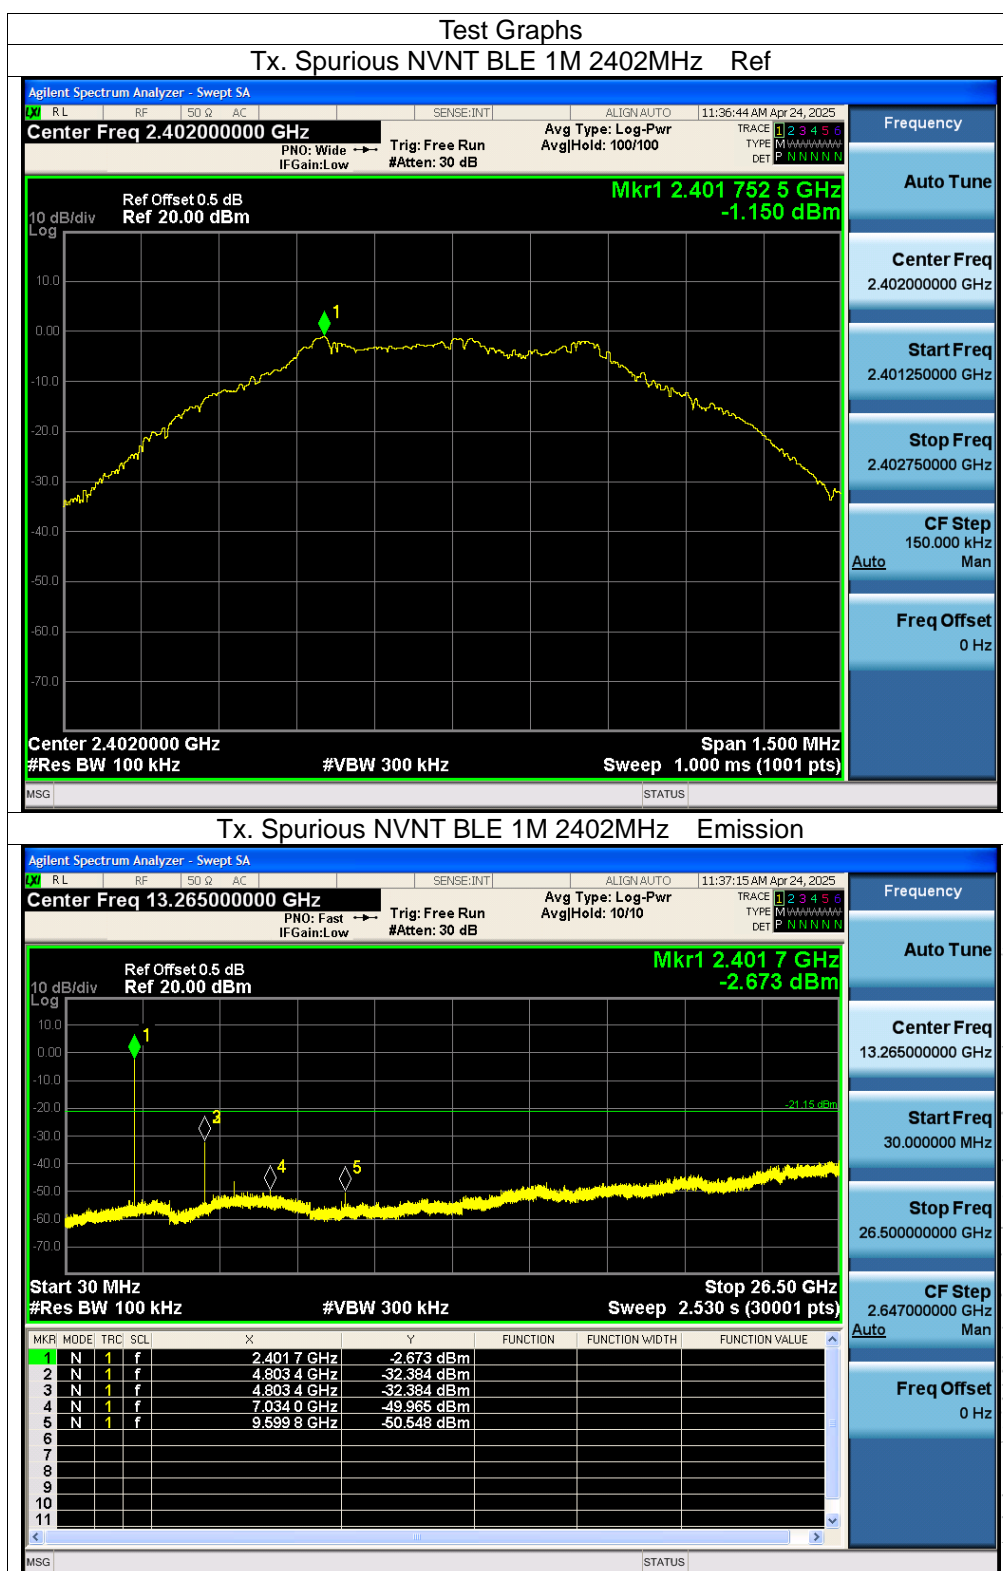 Test Graphs
Tx. Spurious NVNT BLE 1M 2402MHz Ref
Agilent Spectrum Analyzer - Swept SA
LXI RL RF 50 Ω AC SENSE:INT ALIGN AUTO 11:36:44 AM Apr 24, 2025
Center Freq 2.402000000 GHz
PNO: Wide
IFGain:Low
Trig: Free Run
#Atten: 30 dB
Avg Type: Log-Pwr
Avg|Hold: 100/100
TRACE 1 2 3 4 5 6
TYPE M
DET P N N N N N
Frequency
Auto Tune
Center Freq
2.402000000 GHz
Start Freq
2.401250000 GHz
Stop Freq
2.402750000 GHz
CF Step
150.000 kHz
Auto Man
Freq Offset
0 Hz
Mkr1 2.401 752 5 GHz
-1.150 dBm
Ref Offset 0.5 dB
10 dB/div Ref 20.00 dBm
Log
1
10.0
0.00
-10.0
-20.0
-30.0
-40.0
-50.0
-60.0
-70.0
Center 2.4020000 GHz Span 1.500 MHz
#Res BW 100 kHz #VBW 300 kHz Sweep 1.000 ms (1001 pts)
MSG STATUS
Tx. Spurious NVNT BLE 1M 2402MHz Emission
Agilent Spectrum Analyzer - Swept SA
LXI RL RF 50 Ω AC SENSE:INT ALIGN AUTO 11:37:15 AM Apr 24, 2025
Center Freq 13.265000000 GHz
PNO: Fast
IFGain:Low
Trig: Free Run
#Atten: 30 dB
Avg Type: Log-Pwr
Avg|Hold: 10/10
TRACE 1 2 3 4 5 6
TYPE M
DET P N N N N N
Frequency
Auto Tune
Center Freq
13.265000000 GHz
Start Freq
30.000000 MHz
Stop Freq
26.500000000 GHz
CF Step
2.647000000 GHz
Auto Man
Freq Offset
0 Hz
Mkr1 2.401 7 GHz
-2.673 dBm
Ref Offset 0.5 dB
10 dB/div Ref 20.00 dBm
Log
10.0
0.00
-10.0
-20.0
-30.0
-40.0
-50.0
-60.0
-70.0
1
3
4
5
-21.15 dBm
Start 30 MHz Stop 26.50 GHz
#Res BW 100 kHz #VBW 300 kHz Sweep 2.530 s (30001 pts)
MKR MODE TRC SCL X Y FUNCTION FUNCTION WIDTH FUNCTION VALUE
1 N 1 f 2.401 7 GHz -2.673 dBm
2 N 1 f 4.803 4 GHz -32.384 dBm
3 N 1 f 4.803 4 GHz -32.384 dBm
4 N 1 f 7.034 0 GHz -49.965 dBm
5 N 1 f 9.599 8 GHz -50.548 dBm
6
7
8
9
10
11
MSG STATUS